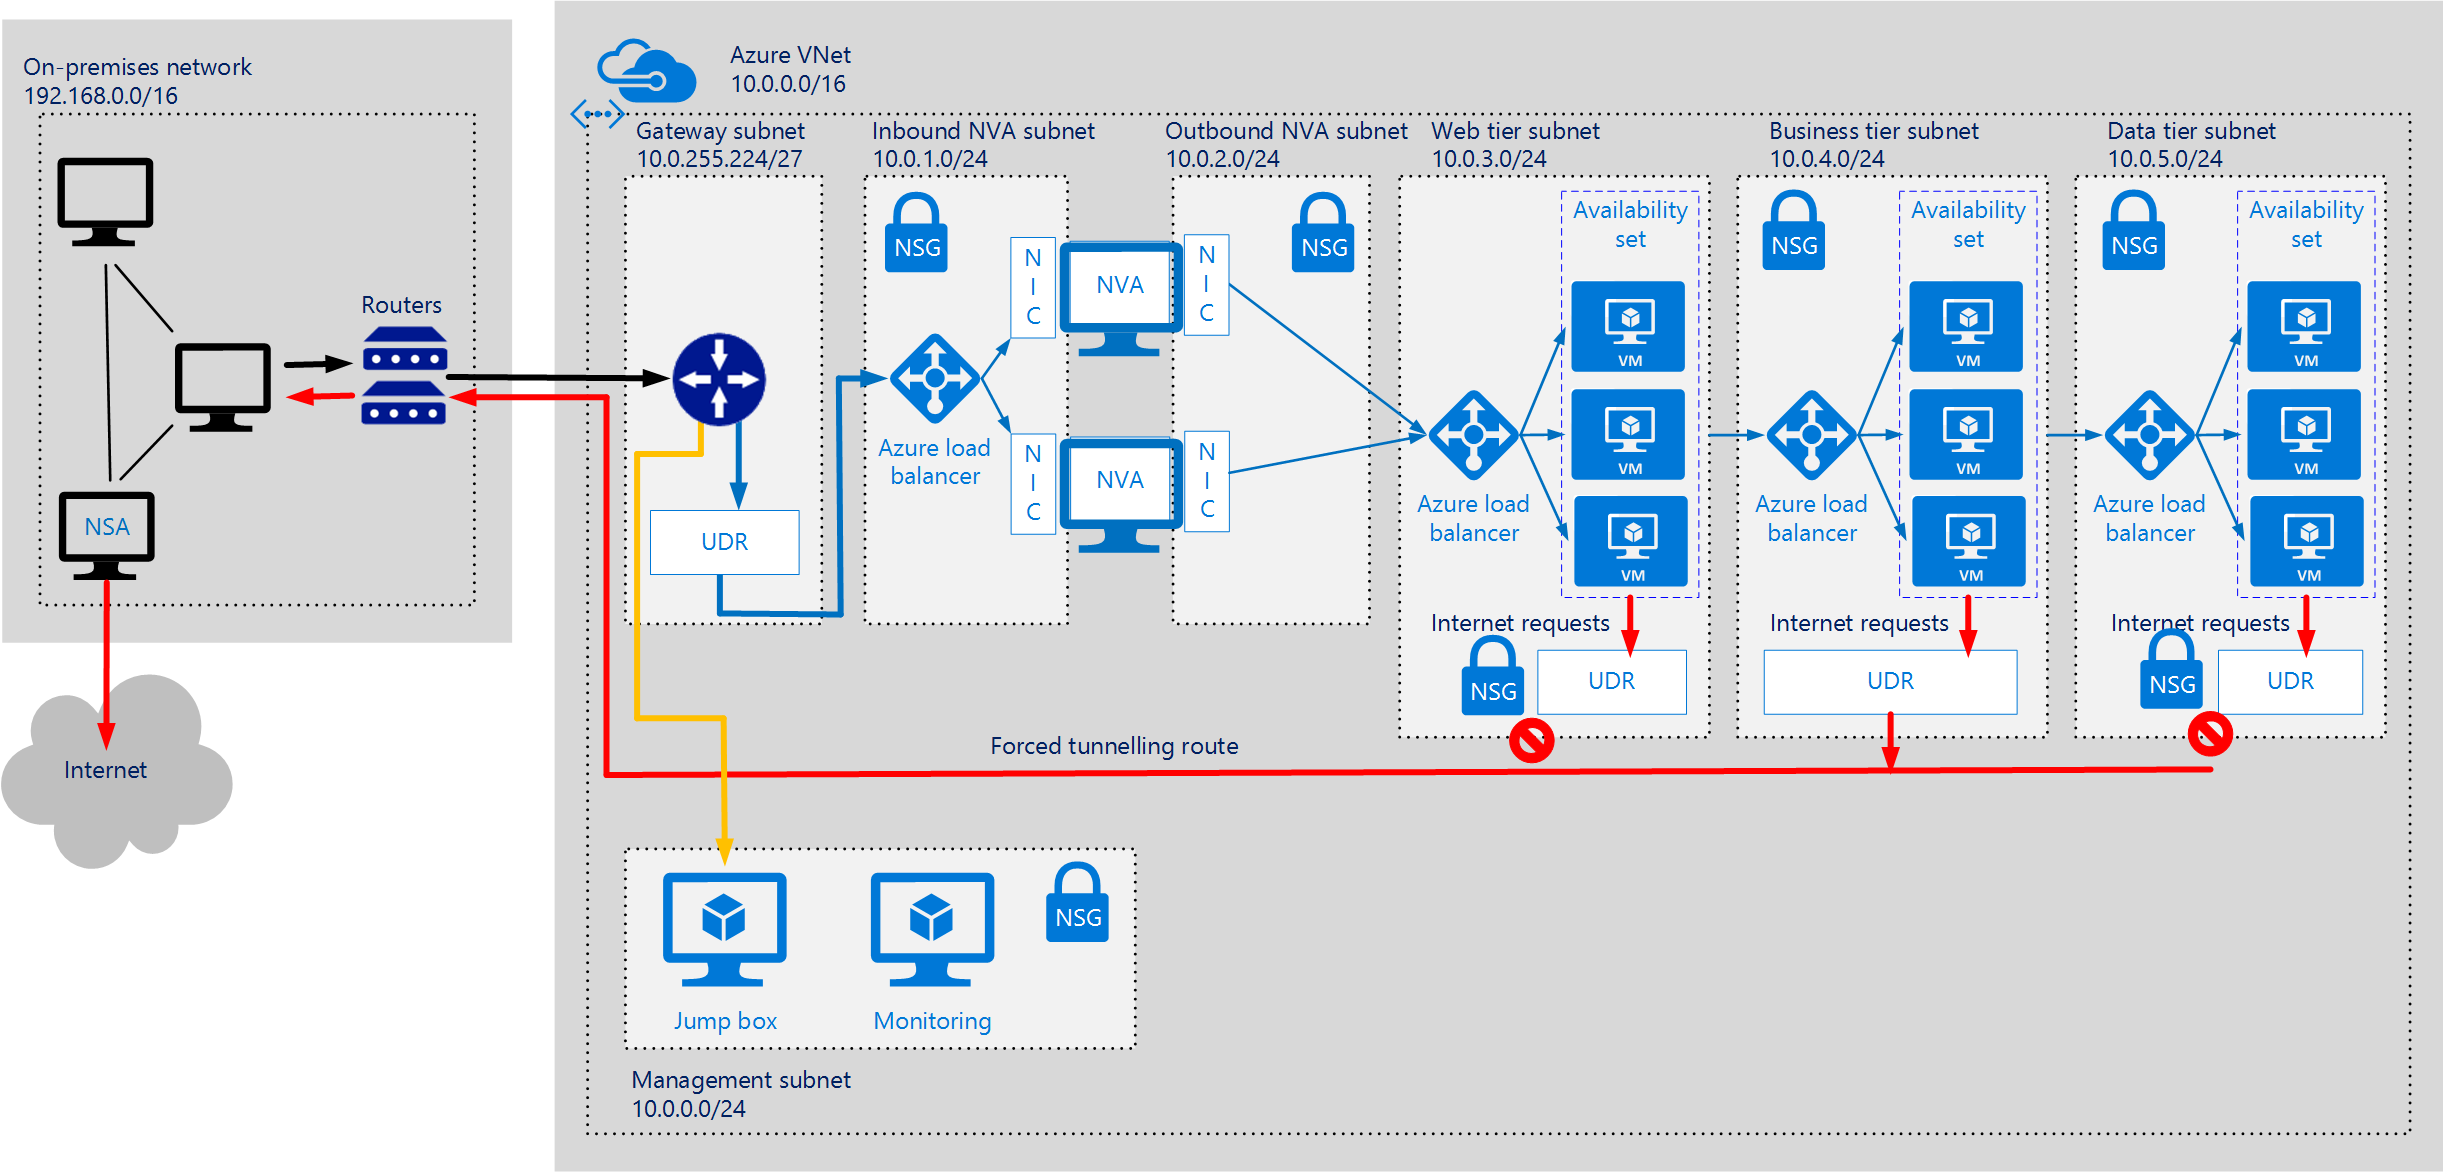 On-premises network
192.168.0.0/16
Routers
NSA
Internet
Azure VNet
10.0.0.0/16
Gateway subnet
10.0.255.224/27
UDR
Inbound NVA subnet
10.0.1.0/24
NSG
Azure load
balancer
N
I
C
NVA
N
I
C
N
I
C
NVA
N
I
C
Outbound NVA subnet
10.0.2.0/24
NSG
Web tier subnet
10.0.3.0/24
Availability
set
VM
VM
VM
Azure load
balancer
Internet requests
NSG
UDR
Business tier subnet
10.0.4.0/24
NSG
Availability
set
VM
VM
VM
Azure load
balancer
Internet requests
UDR
Data tier subnet
10.0.5.0/24
NSG
Availability
set
VM
VM
VM
Azure load
balancer
Internet requests
NSG
UDR
Forced tunnelling route
NSG
Jump box
Monitoring
Management subnet
10.0.0.0/24